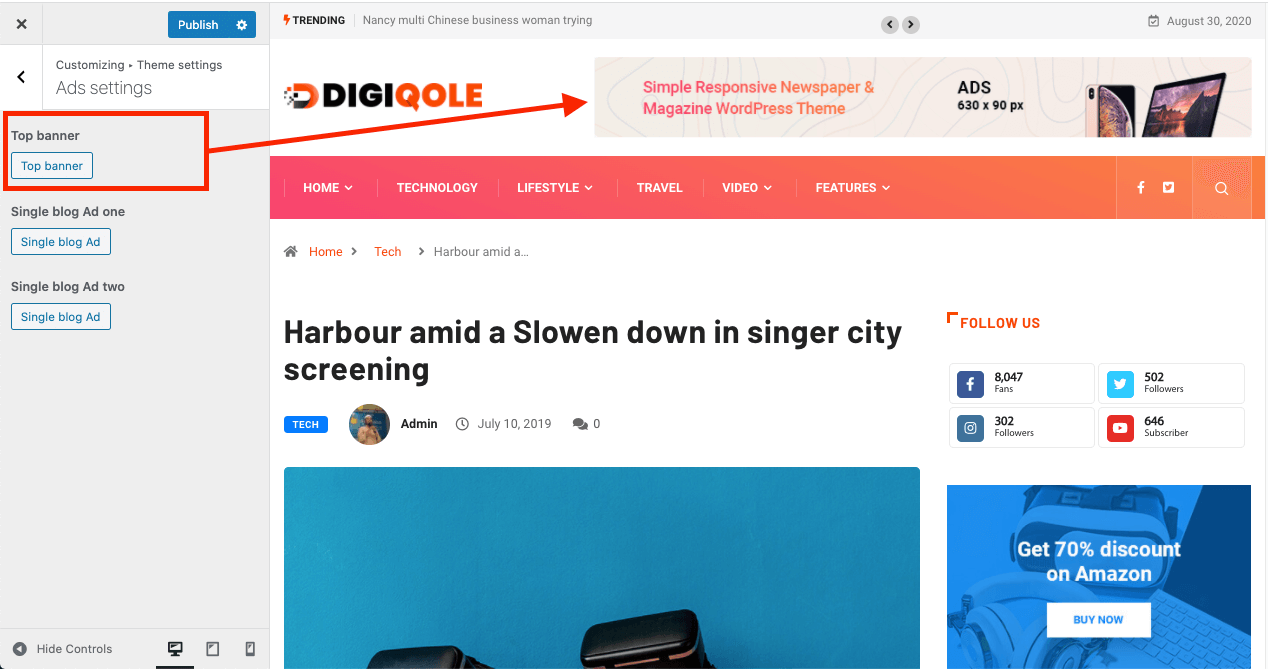 Publish
Customizing ▸ Theme settings
Ads settings
Top banner
Top banner
Single blog Ad one
Single blog Ad
Single blog Ad two
Single blog Ad
Hide Controls
TRENDING
Nancy multi Chinese business woman trying
August 30, 2020
DIGIQOLE
Simple Responsive Newspaper &
Magazine WordPress Theme
ADS
630 x 90 px
HOME TECHNOLOGY LIFESTYLE TRAVEL VIDEO FEATURES
Home > Tech > Harbour amid a...
Harbour amid a Slowen down in singer city
screening
TECH Admin July 10, 2019 0
FOLLOW US
8,047
Fans
502
Followers
302
Followers
646
Subscriber
Get 70% discount
on Amazon
BUY NOW